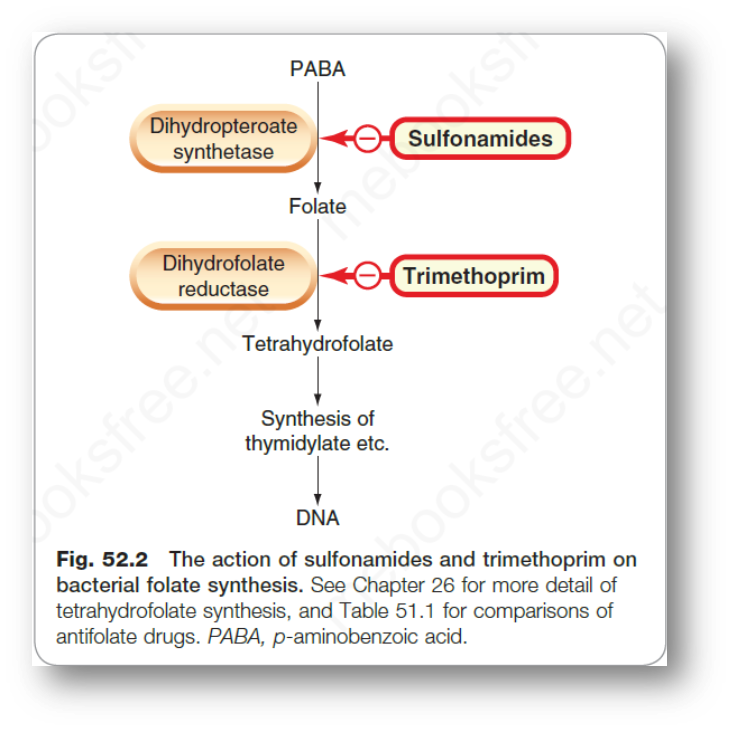 PABA
Dihydropteroate
synthetase
Sulfonamides
Folate
Dihydrofolate
reductase
Trimethoprim
Tetrahydrofolate
Synthesis of
thymidylate etc.
DNA
Fig. 52.2 The action of sulfonamides and trimethoprim on
bacterial folate synthesis. See Chapter 26 for more detail of
tetrahydrofolate synthesis, and Table 51.1 for comparisons of
antifolate drugs. PABA, p-aminobenzoic acid.